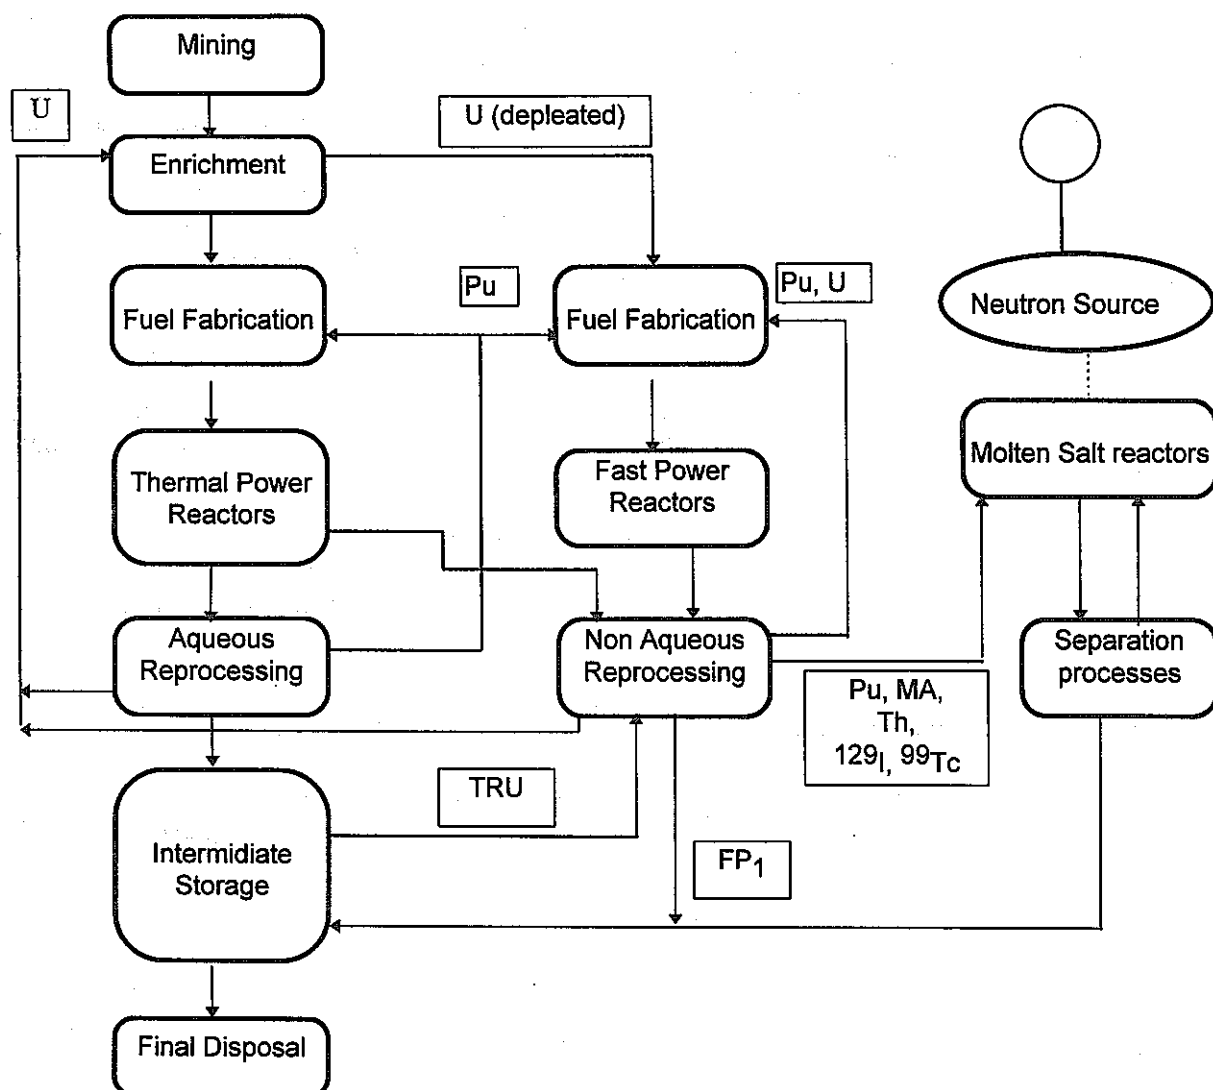 Mining
U
U (depleated)
Enrichment
Fuel Fabrication
Pu
Fuel Fabrication
Pu, U
Neutron Source
Thermal Power
Reactors
Fast Power
Reactors
Molten Salt reactors
Aqueous
Reprocessing
Non Aqueous
Reprocessing
Separation
processes
Pu, MA,
Th,
129I, 99Tc
TRU
Intermidiate
Storage
FP1
Final Disposal